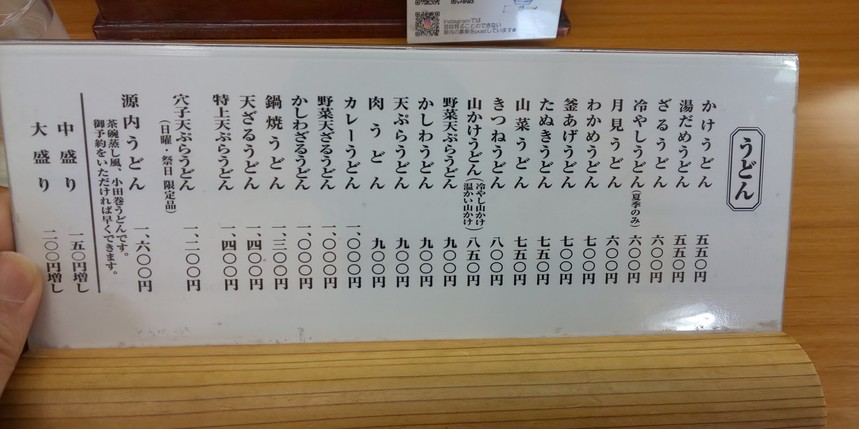 うどん
かけうどん 五五〇円
湯だめうどん 五五〇円
ざるうどん 六〇〇円
冷やしうどん(夏季のみ) 六〇〇円
月見うどん 六〇〇円
わかめうどん 七〇〇円
釜あげうどん 七〇〇円
たぬきうどん 七五〇円
山菜うどん 七五〇円
きつねうどん 八〇〇円
山かけうどん(冷やし山かけ 温かい山かけ) 八五〇円
野菜天ぷらうどん 九〇〇円
かしわうどん 九〇〇円
天ぷらうどん 九〇〇円
肉うどん 九〇〇円
カレーうどん 一、〇〇〇円
野菜天ざるうどん 一、〇〇〇円
かしわざるうどん 一、〇〇〇円
鍋焼うどん 一、三〇〇円
天ざるうどん 一、四〇〇円
特上天ぷらうどん 一、四〇〇円
穴子天ぷらうどん 一、二〇〇円
(日曜・祭日限定品)
源内うどん 一、六〇〇円
茶碗蒸し風、小田巻うどんです。
御予約をいただければ早くできます。
中盛り 一五〇円増し
大盛り 二〇〇円増し
Instagramでは